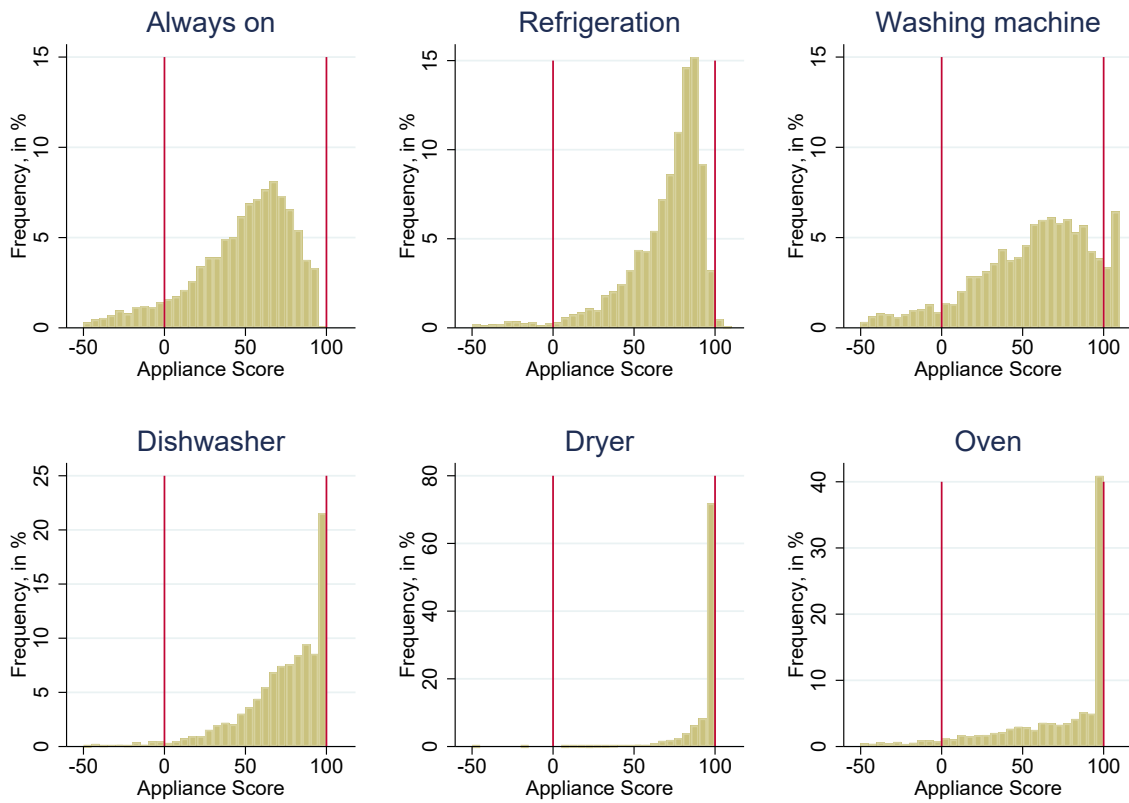 Always on
Refrigeration
Washing machine
Frequency, in %
15
10
5
0
-50 0 50 100
Appliance Score
Frequency, in %
15
10
5
0
-50 0 50 100
Appliance Score
Frequency, in %
15
10
5
0
-50 0 50 100
Appliance Score
Dishwasher
Dryer
Oven
Frequency, in %
25
20
15
10
5
0
-50 0 50 100
Appliance Score
Frequency, in %
80
60
40
20
0
-50 0 50 100
Appliance Score
Frequency, in %
40
30
20
10
0
-50 0 50 100
Appliance Score